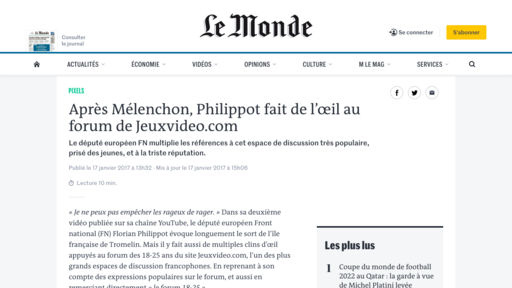 Consulter
le journal
Le Monde
Se connecter
S'abonner
ACTUALITÉS
ÉCONOMIE
VIDÉOS
OPINIONS
CULTURE
M LE MAG
SERVICES
PIXELS
Après Mélenchon, Philippot fait de l'œil au
forum de Jeuxvideo.com
Le député européen FN multiplie les références à cet espace de discussion très populaire,
prisé des jeunes, et à la triste réputation.
Publié le 17 janvier 2017 à 13h32 - Mis à jour le 17 janvier 2017 à 15h06
Lecture 10 min.
« Je ne peux pas empêcher les rageux de rager. » Dans sa deuxième
vidéo publiée sur sa chaîne YouTube, le député européen Front
national (FN) Florian Philippot évoque longuement le sort de l'île
française de Tromelin. Mais il y fait aussi de multiples clins d'œil
appuyés au forum des 18-25 ans du site Jeuxvideo.com, l'un des plus
grands espaces de discussion francophones. En reprenant à son
compte des expressions populaires sur le forum, et aussi en
remerciant directement « le forum 18-25 ».
Les plus lus
1 Coupe du monde de football
2022 au Qatar : la garde à vue
de Michel Platini levée